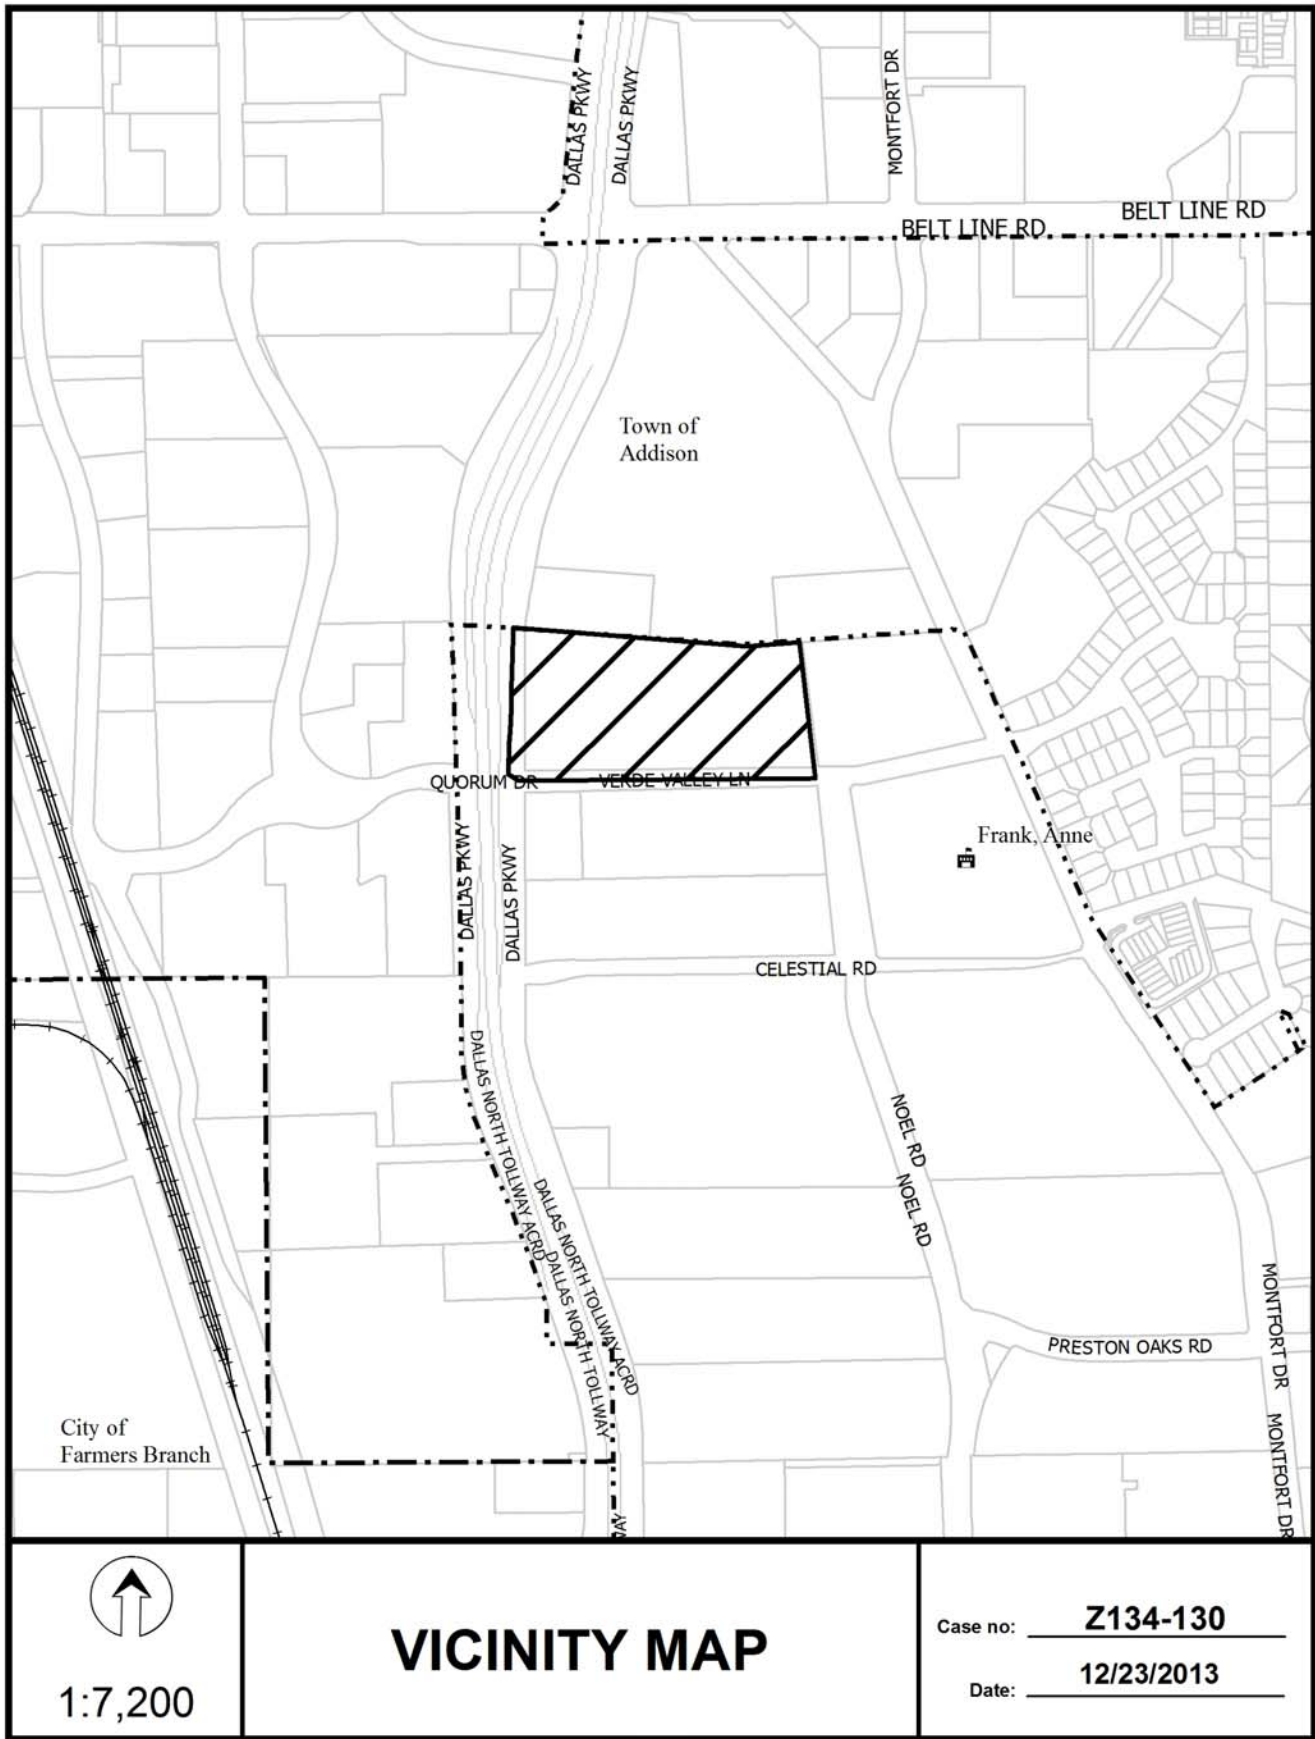 DALLAS PKWY
DALLAS PKWY
MONTFORT DR
BELT LINE RD
BELT LINE RD
Town of
Addison
QUORUM DR
VERDE VALLEY LN
DALLAS PKWY
DALLAS PKWY
Frank, Anne
CELESTIAL RD
DALLAS NORTH TOLLWAY ACRD
DALLAS NORTH TOLLWAY ACRD
DALLAS NORTH TOLLWAY
NOEL RD
NOEL RD
MONTFORT DR
PRESTON OAKS RD
MONTFORT DR
City of
Farmers Branch
1:7,200
VICINITY MAP
Case no: Z134-130
Date: 12/23/2013